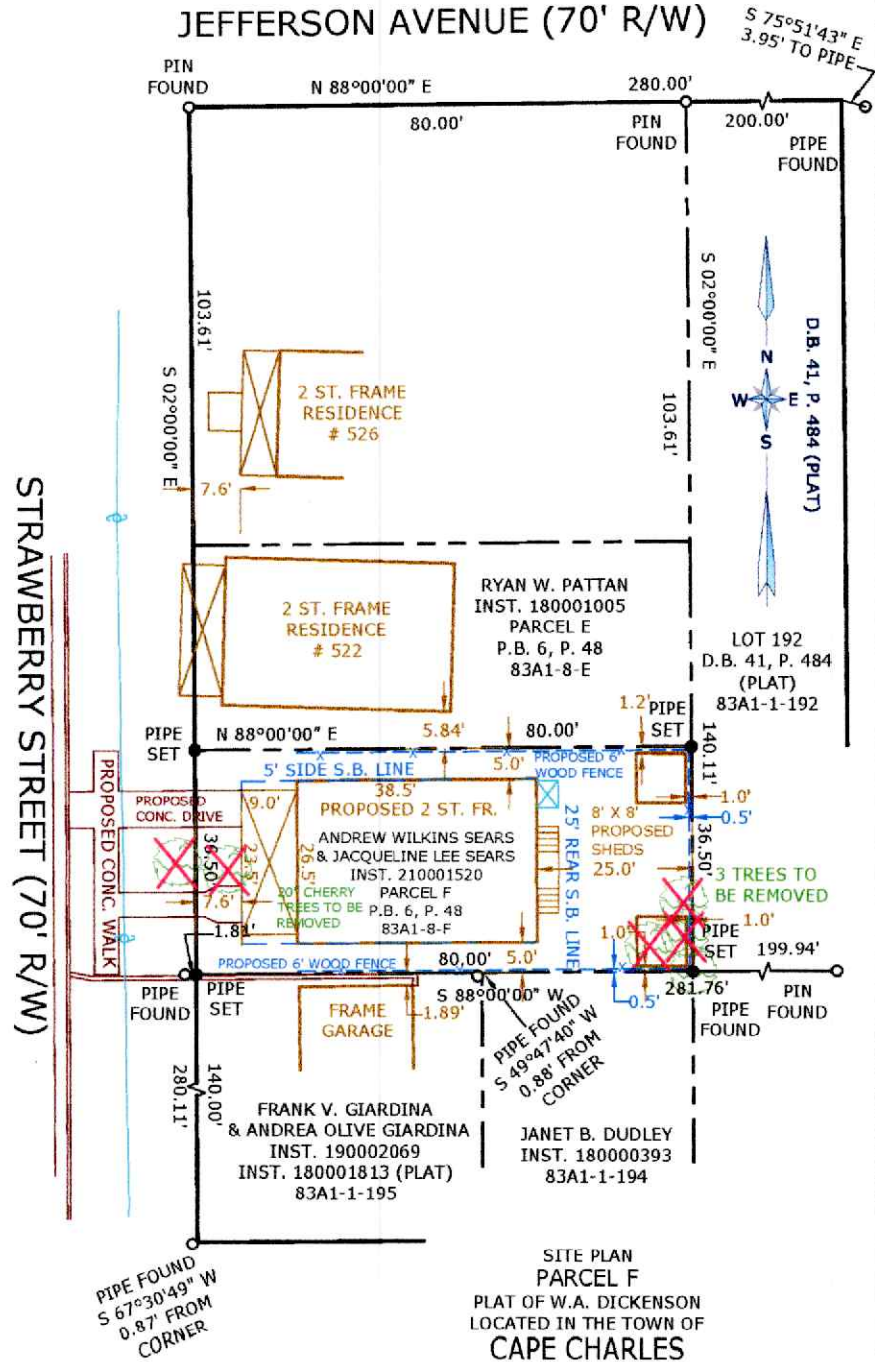 JEFFERSON AVENUE (70' R/W)
S 75°51'43" E
3.95' TO PIPE
PIN
FOUND
N 88°00'00" E
280.00'
80.00'
PIN
FOUND
200.00'
PIPE
FOUND
S 02°00'00" E
103.61'
D.B. 41, P. 484 (PLAT)
N
W
E
S
103.61'
S 02°00'00" E
2 ST. FRAME
RESIDENCE
# 526
7.6'
STRAWBERRY STREET (70' R/W)
2 ST. FRAME
RESIDENCE
# 522
RYAN W. PATTAN
INST. 180001005
PARCEL E
P.B. 6, P. 48
83A1-8-E
LOT 192
D.B. 41, P. 484
(PLAT)
83A1-1-192
PIPE
SET
N 88°00'00" E
5.84'
80.00'
1.2'
PIPE
SET
140.11'
5' SIDE S.B. LINE
5.0'
PROPOSED 6'
WOOD FENCE
PROPOSED CONC. WALK
PROPOSED
CONC. DRIVE
9.0'
38.5'
PROPOSED 2 ST. FR.
ANDREW WILKINS SEARS
& JACQUELINE LEE SEARS
INST. 210001520
PARCEL F
P.B. 6, P. 48
83A1-8-F
25' REAR S.B. LINE
8' X 8'
PROPOSED
SHEDS
25.0'
1.0'
0.5'
36.50'
36.50'
23.5'
26.5'
7.6'
20" CHERRY
TREES TO BE
REMOVED
3 TREES TO
BE REMOVED
1.81'
PROPOSED 6' WOOD FENCE
80.00'
5.0'
1.0'
1.0'
PIPE
SET
199.94'
PIPE
FOUND
PIPE
SET
S 88°00'00" W
0.5'
281.76'
PIPE
FOUND
PIN
FOUND
FRAME
GARAGE
1.89'
PIPE FOUND
S 49°47'40" W
0.88' FROM
CORNER
280.11'
140.00'
FRANK V. GIARDINA
& ANDREA OLIVE GIARDINA
INST. 190002069
INST. 180001813 (PLAT)
83A1-1-195
JANET B. DUDLEY
INST. 180000393
83A1-1-194
PIPE FOUND
S 67°30'49" W
0.87' FROM
CORNER
SITE PLAN
PARCEL F
PLAT OF W.A. DICKENSON
LOCATED IN THE TOWN OF
CAPE CHARLES